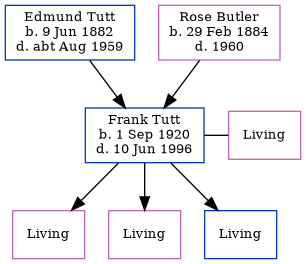 Edmund Tutt
b. 9 Jun 1882
d. abt Aug 1959
Rose Butler
b. 29 Feb 1884
d. 1960
Frank Tutt
b. 1 Sep 1920
d. 10 Jun 1996
Living
Living
Living
Living